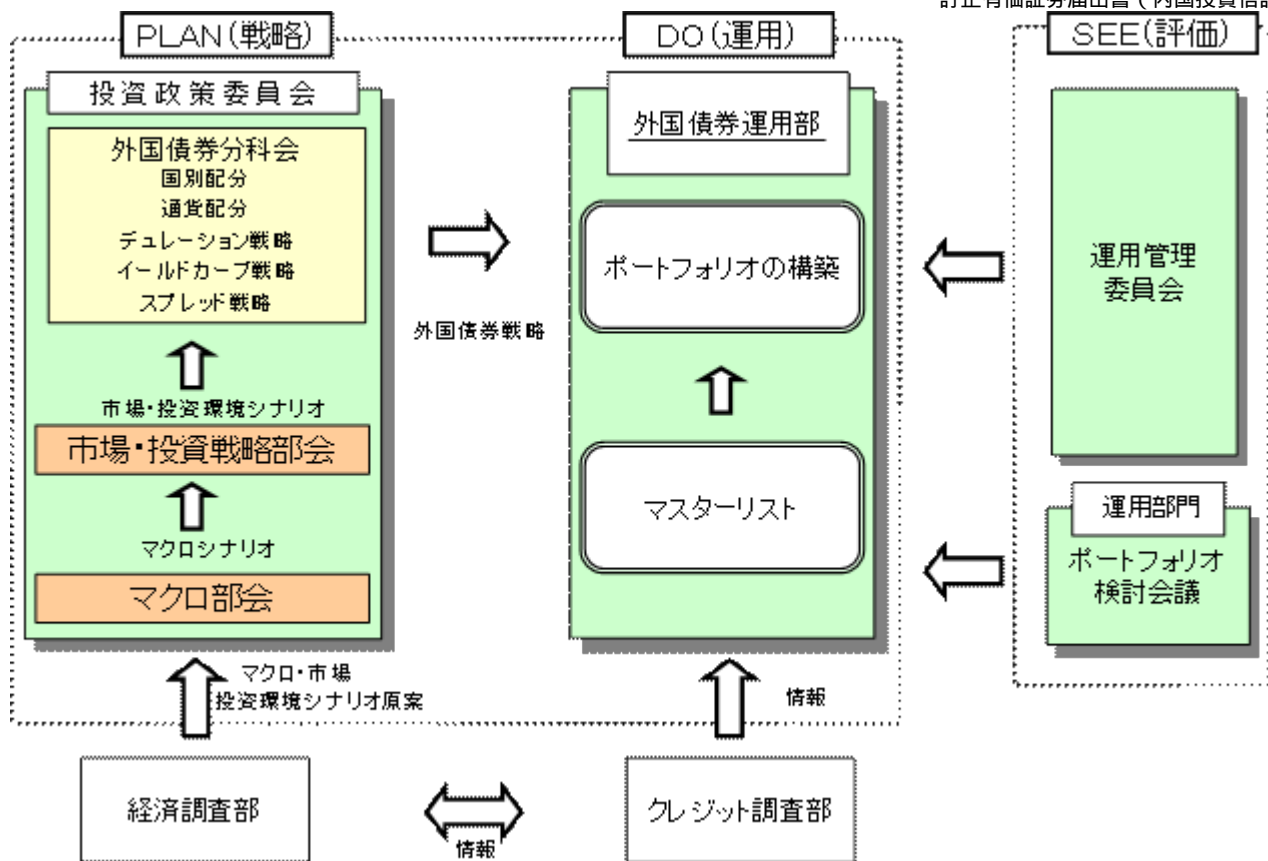 訂正有価証券届出書(内国投資信託
PLAN(戦略)
投資政策委員会
外国債券分科会
国別配分
通貨配分
デュレーション戦略
イールドカーブ戦略
スプレッド戦略
市場・投資環境シナリオ
市場・投資戦略部会
マクロシナリオ
マクロ部会
マクロ・市場
投資環境シナリオ原案
経済調査部
外国債券戦略
情報
DO(運用)
外国債券運用部
ポートフォリオの構築
マスターリスト
情報
クレジット調査部
SEE(評価)
運用管理
委員会
運用部門
ポートフォリオ
検討会議